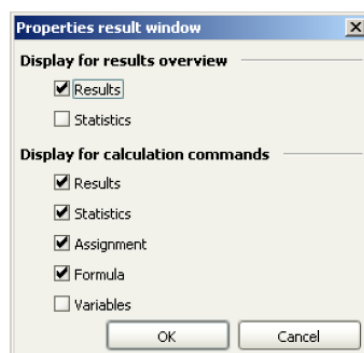 Properties result window
Display for results overview
Results
Statistics
Display for calculation commands
Results
Statistics
Assignment
Formula
Variables
OK Cancel